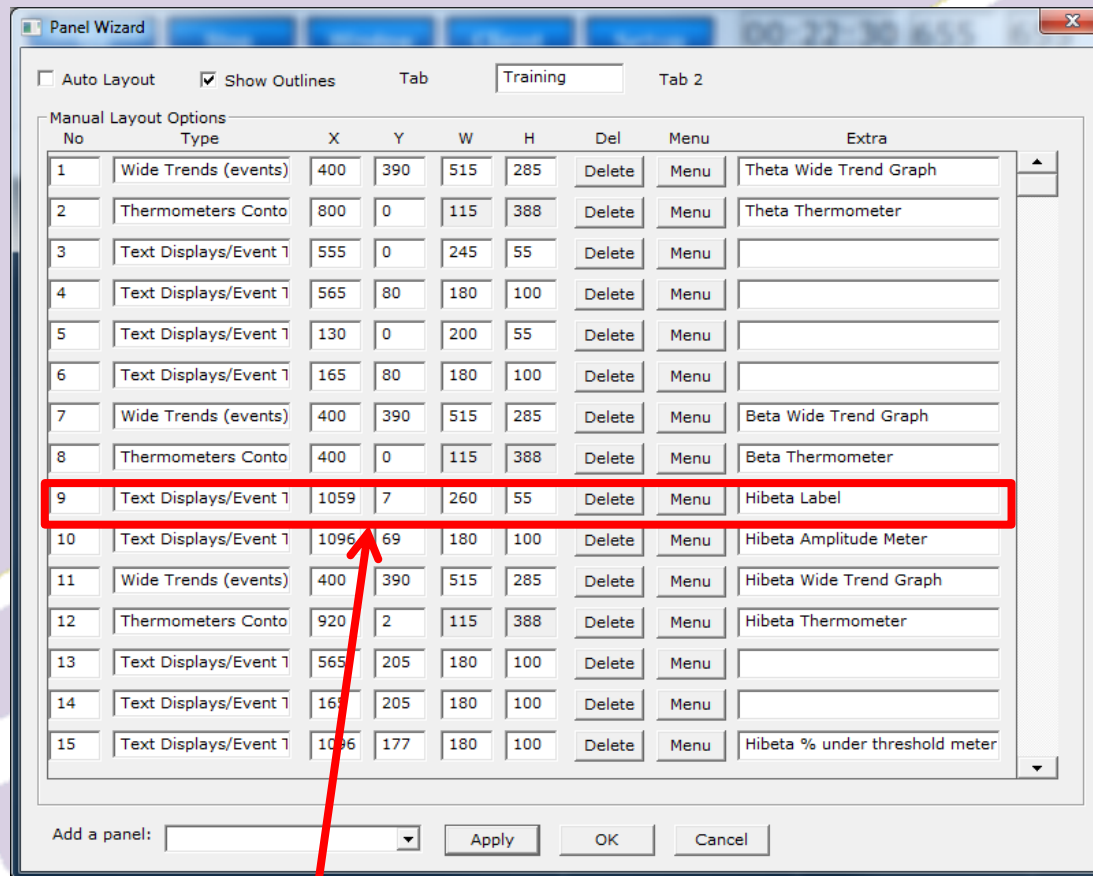 Panel Wizard
00:22:30 655
Auto Layout Show Outlines Tab Training Tab 2
Manual Layout Options
No Type X Y W H Del Menu Extra
1 Wide Trends (events) 400 390 515 285 Delete Menu Theta Wide Trend Graph
2 Thermometers Conto 800 0 115 388 Delete Menu Theta Thermometer
3 Text Displays/Event T 555 0 245 55 Delete Menu
4 Text Displays/Event T 565 80 180 100 Delete Menu
5 Text Displays/Event T 130 0 200 55 Delete Menu
6 Text Displays/Event T 165 80 180 100 Delete Menu
7 Wide Trends (events) 400 390 515 285 Delete Menu Beta Wide Trend Graph
8 Thermometers Conto 400 0 115 388 Delete Menu Beta Thermometer
9 Text Displays/Event T 1059 7 260 55 Delete Menu Hibeta Label
10 Text Displays/Event T 1096 69 180 100 Delete Menu Hibeta Amplitude Meter
11 Wide Trends (events) 400 390 515 285 Delete Menu Hibeta Wide Trend Graph
12 Thermometers Conto 920 2 115 388 Delete Menu Hibeta Thermometer
13 Text Displays/Event T 565 205 180 100 Delete Menu
14 Text Displays/Event T 165 205 180 100 Delete Menu
15 Text Displays/Event T 1096 177 180 100 Delete Menu Hibeta % under threshold meter
Add a panel: Apply OK Cancel